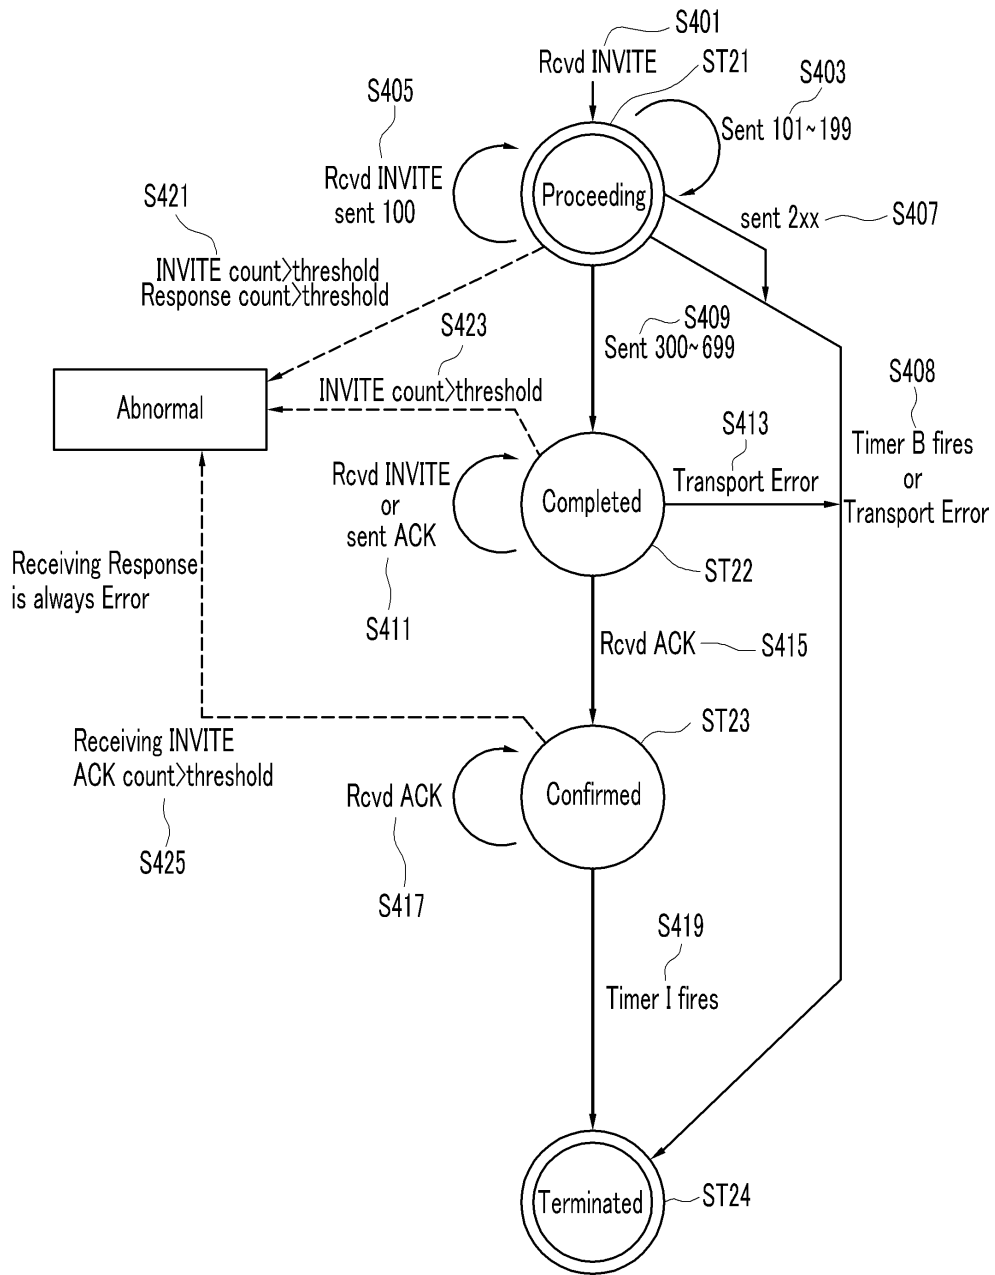 S401
Rcvd INVITE
ST21
S403
Sent 101~199
S405
Rcvd INVITE
sent 100
Proceeding
sent 2xx
S407
S421
INVITE count>threshold
Response count>threshold
S409
Sent 300~699
S423
INVITE count>threshold
Abnormal
S408
Timer B fires
or
Transport Error
S413
Transport Error
Rcvd INVITE
or
sent ACK
Completed
ST22
S411
Receiving Response
is always Error
Rcvd ACK
S415
ST23
Receiving INVITE
ACK count>threshold
S425
Rcvd ACK
Confirmed
S417
S419
Timer I fires
Terminated
ST24